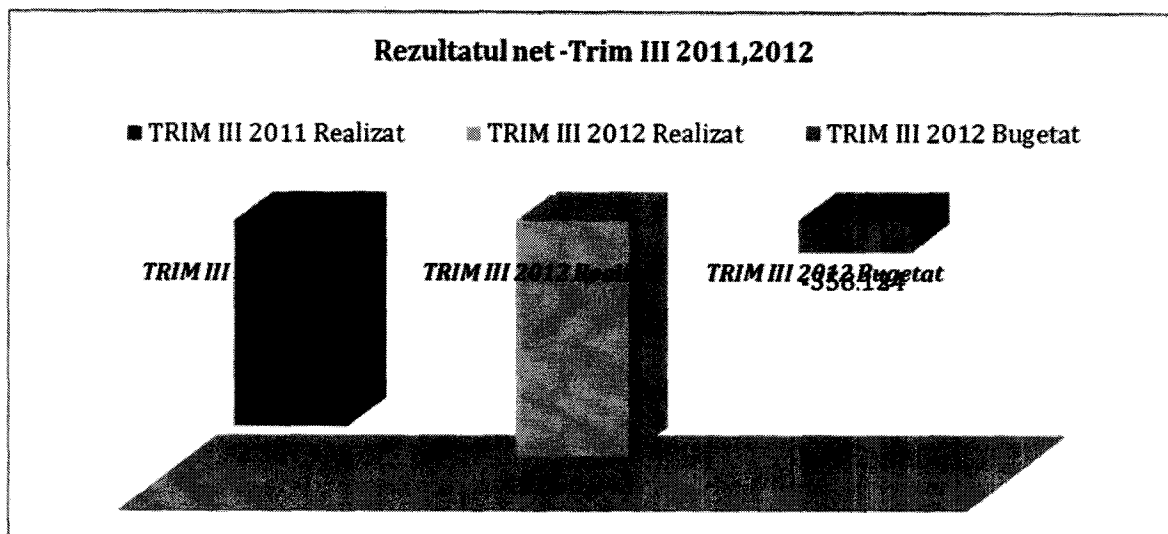 Rezultatul net -Trim III 2011,2012
TRIM III 2011 Realizat TRIM III 2012 Realizat TRIM III 2012 Bugetat
TRIM III TRIM III 2012 TRIM III 2012 Bugetat